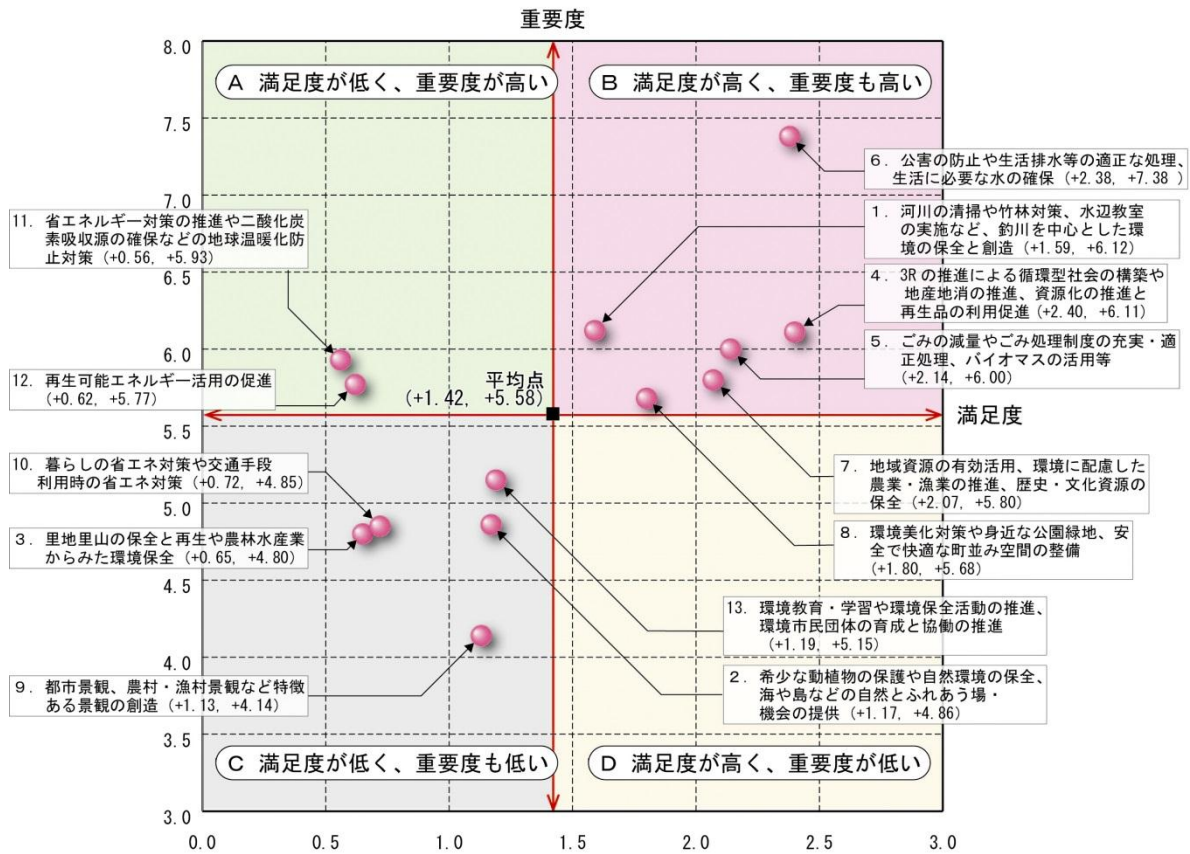 重要度
8.0
7.5
7.0
6.5
6.0
5.5
5.0
4.5
4.0
3.5
3.0
0.0
0.5
1.0
1.5
2.0
2.5
3.0
満足度
A 満足度が低く、重要度が高い
B 満足度が高く、重要度も高い
C 満足度が低く、重要度も低い
D 満足度が高く、重要度が低い
平均点
(+1.42, +5.58)
11. 省エネルギー対策の推進や二酸化炭
素吸収源の確保などの地球温暖化防
止対策 (+0.56, +5.93)
12. 再生可能エネルギー活用の促進
(+0.62, +5.77)
10. 暮らしの省エネ対策や交通手段
利用時の省エネ対策 (+0.72, +4.85)
3. 里地里山の保全と再生や農林水産業
からみた環境保全 (+0.65, +4.80)
9. 都市景観、農村・漁村景観など特徴
ある景観の創造 (+1.13, +4.14)
6. 公害の防止や生活排水等の適正な処理、
生活に必要な水の確保 (+2.38, +7.38 )
1. 河川の清掃や竹林対策、水辺教室
の実施など、釣川を中心とした環
境の保全と創造 (+1.59, +6.12)
4. 3Rの推進による循環型社会の構築や
地産地消の推進、資源化の推進と
再生品の利用促進 (+2.40, +6.11)
5. ごみの減量やごみ処理制度の充実・適
正処理、バイオマスの活用等
(+2.14, +6.00)
7. 地域資源の有効活用、環境に配慮した
農業・漁業の推進、歴史・文化資源の
保全 (+2.07, +5.80)
8. 環境美化対策や身近な公園緑地、安
全で快適な町並み空間の整備
(+1.80, +5.68)
13. 環境教育・学習や環境保全活動の推進、
環境市民団体の育成と協働の推進
(+1.19, +5.15)
2. 希少な動植物の保護や自然環境の保全、
海や島などの自然とふれあう場・
機会の提供 (+1.17, +4.86)